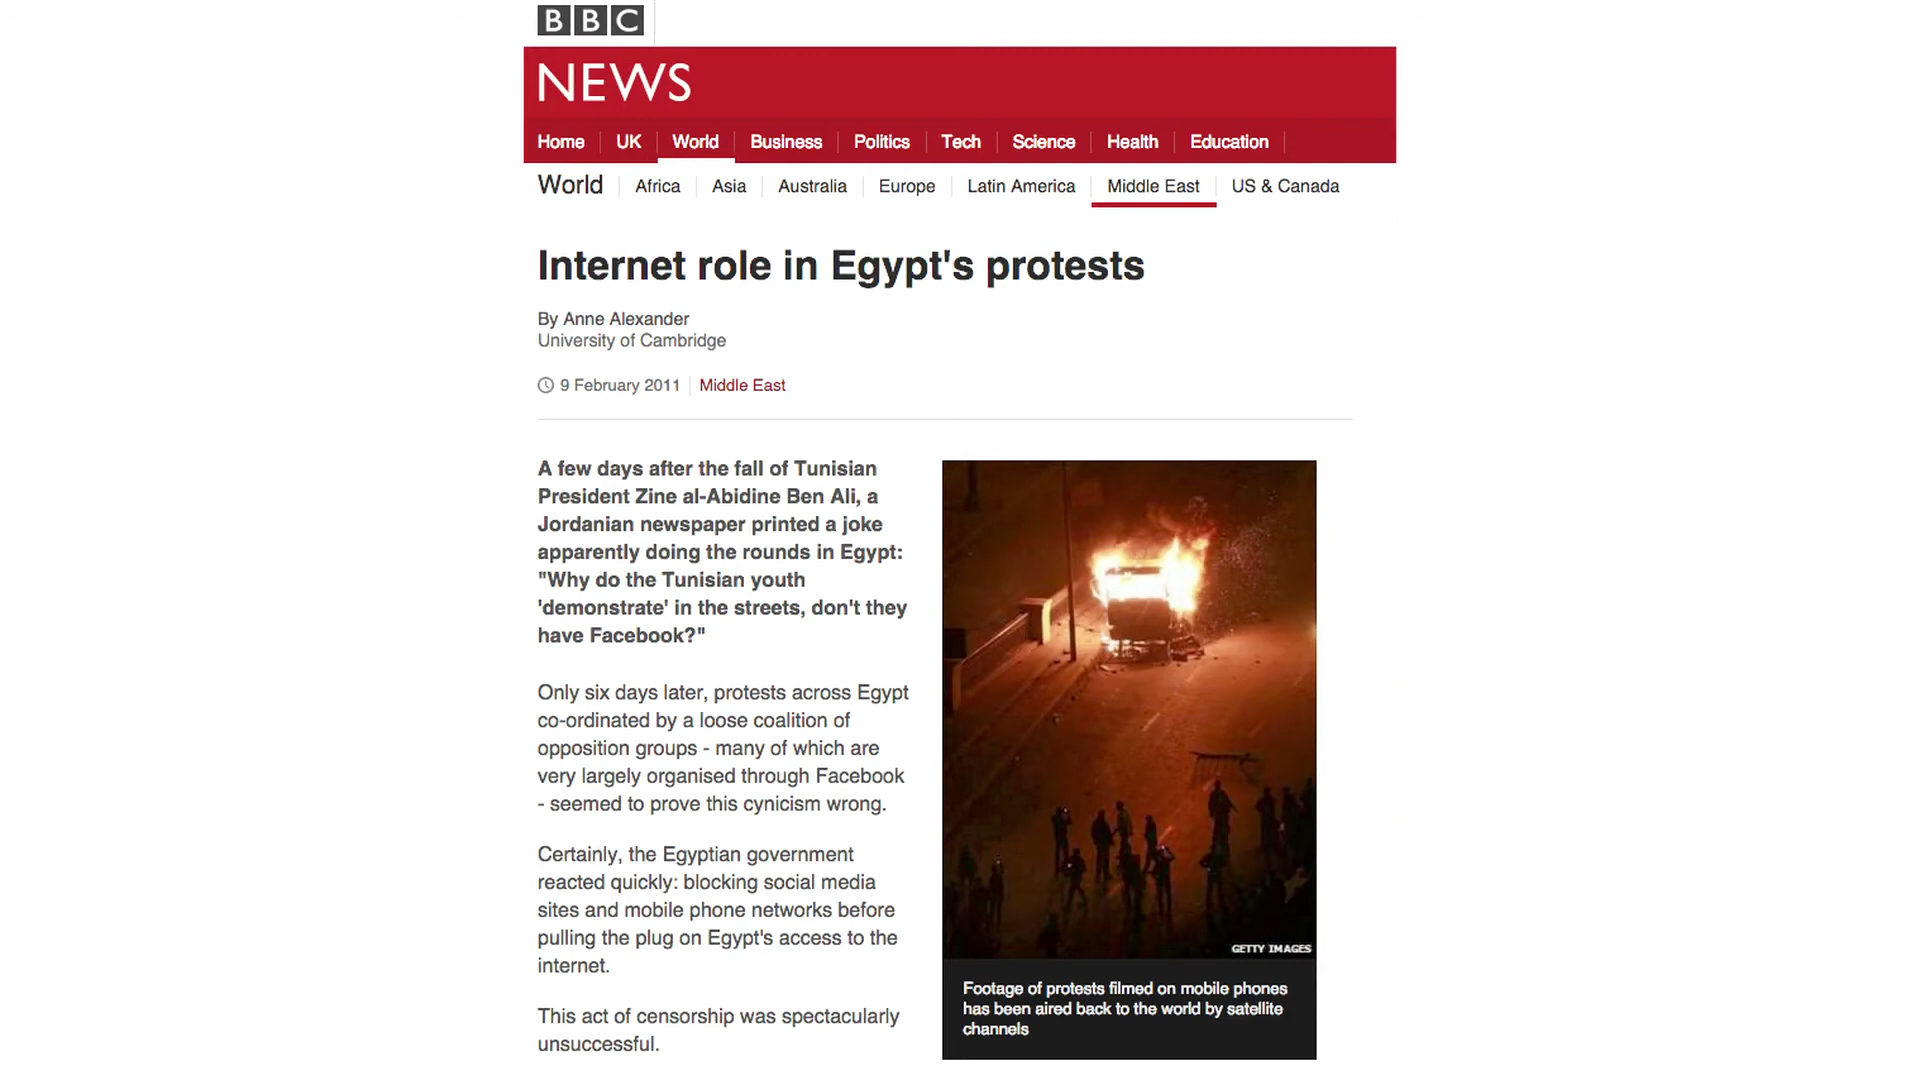 BBC
NEWS
Home UK World Business Politics Tech Science Health Education
World Africa Asia Australia Europe Latin America Middle East US & Canada
Internet role in Egypt's protests
By Anne Alexander
University of Cambridge
9 February 2011 Middle East
A few days after the fall of Tunisian
President Zine al-Abidine Ben Ali, a
Jordanian newspaper printed a joke
apparently doing the rounds in Egypt:
"Why do the Tunisian youth
'demonstrate' in the streets, don't they
have Facebook?"
Only six days later, protests across Egypt
co-ordinated by a loose coalition of
opposition groups - many of which are
very largely organised through Facebook
- seemed to prove this cynicism wrong.
Certainly, the Egyptian government
reacted quickly: blocking social media
sites and mobile phone networks before
pulling the plug on Egypt's access to the
internet.
This act of censorship was spectacularly
unsuccessful.
GETTY IMAGES
Footage of protests filmed on mobile phones
has been aired back to the world by satellite
channels